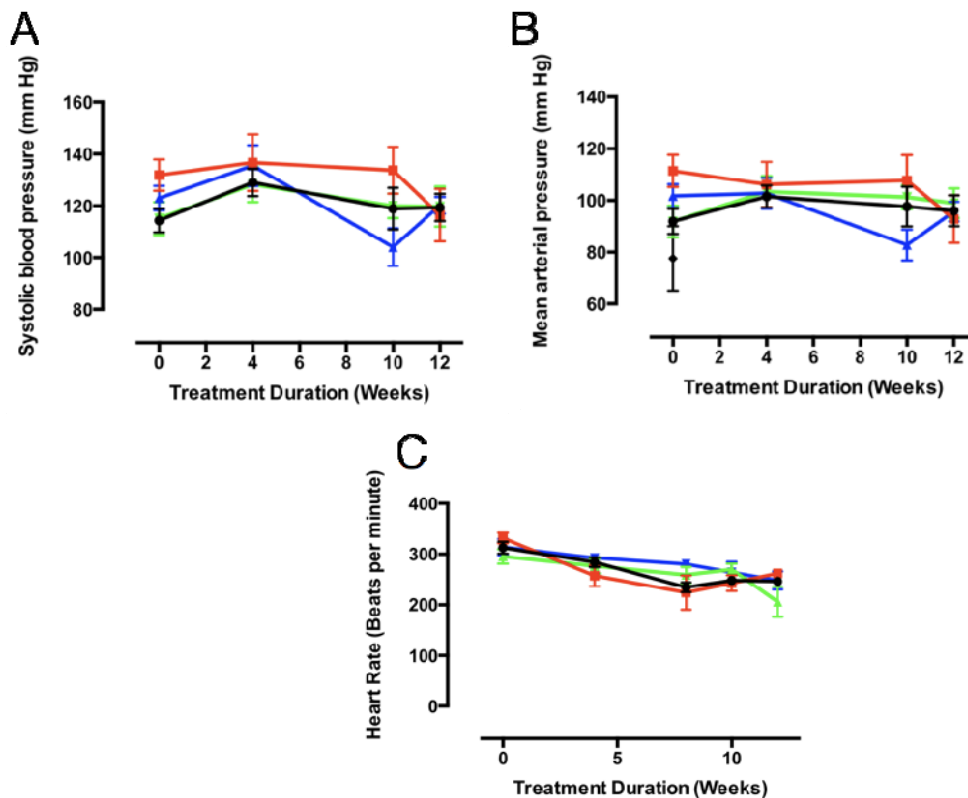 A
Systolic blood pressure (mm Hg)
160
140
120
100
80
0 2 4 6 8 10 12
Treatment Duration (Weeks)
B
Mean arterial pressure (mm Hg)
140
120
100
80
60
0 2 4 6 8 10 12
Treatment Duration (Weeks)
C
Heart Rate (Beats per minute)
400
300
200
100
0
0 5 10
Treatment Duration (Weeks)